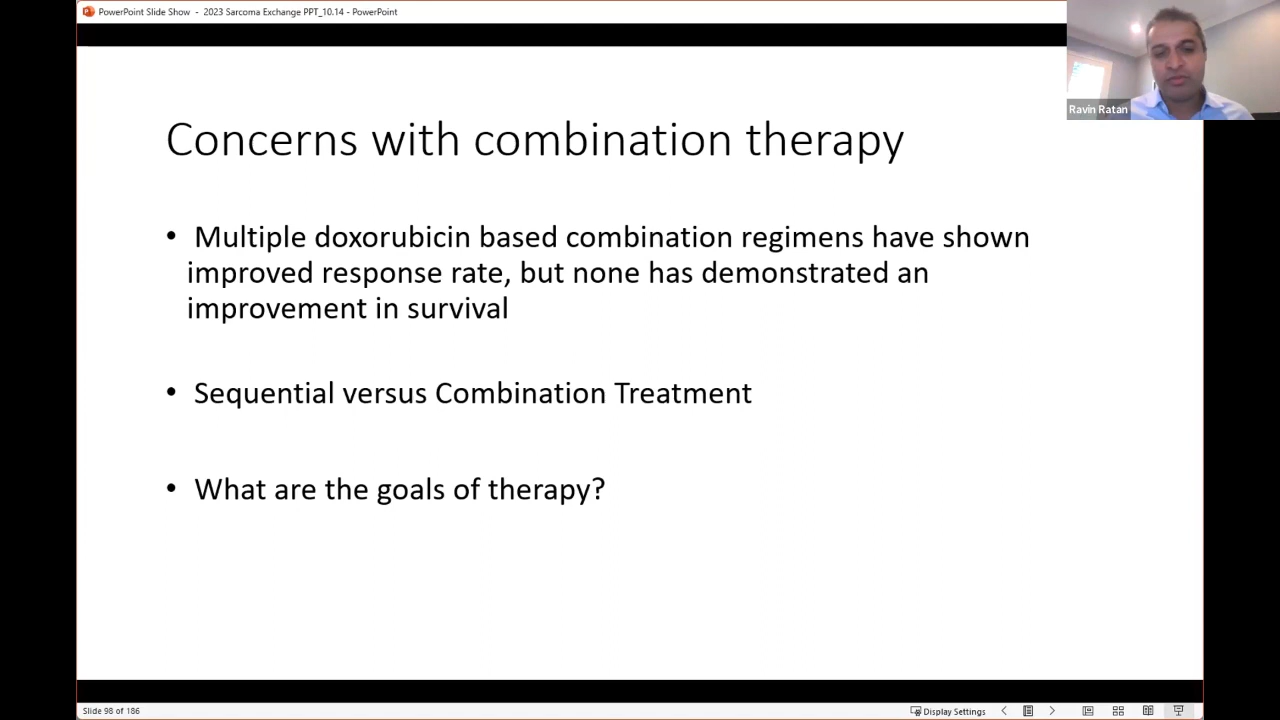 PowerPoint Slide Show - 2023 Sarcoma Exchange PPT_10.14 - PowerPoint
Ravin Ratan
Concerns with combination therapy
• Multiple doxorubicin based combination regimens have shown
improved response rate, but none has demonstrated an
improvement in survival
• Sequential versus Combination Treatment
• What are the goals of therapy?
Slide 98 of 186
Display Settings